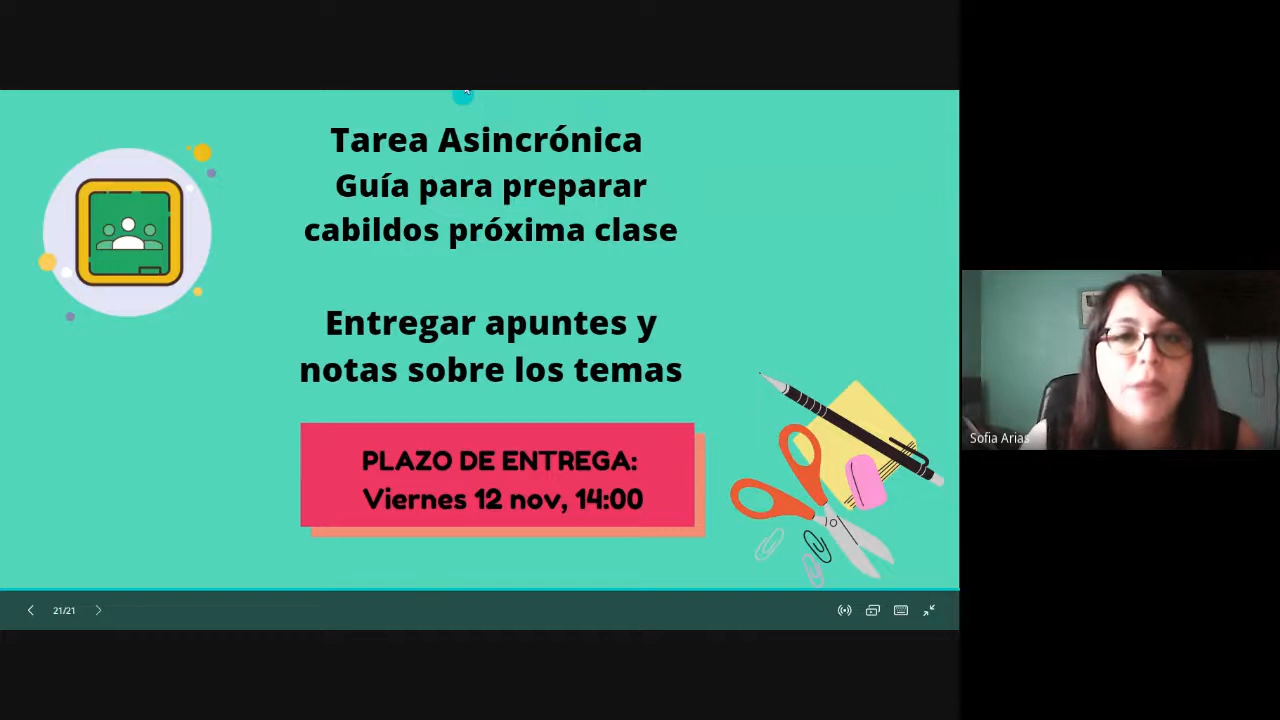 Tarea Asincrónica
Guía para preparar
cabildos próxima clase
Entregar apuntes y
notas sobre los temas
PLAZO DE ENTREGA:
Viernes 12 nov, 14:00
21/21
Sofia Arias